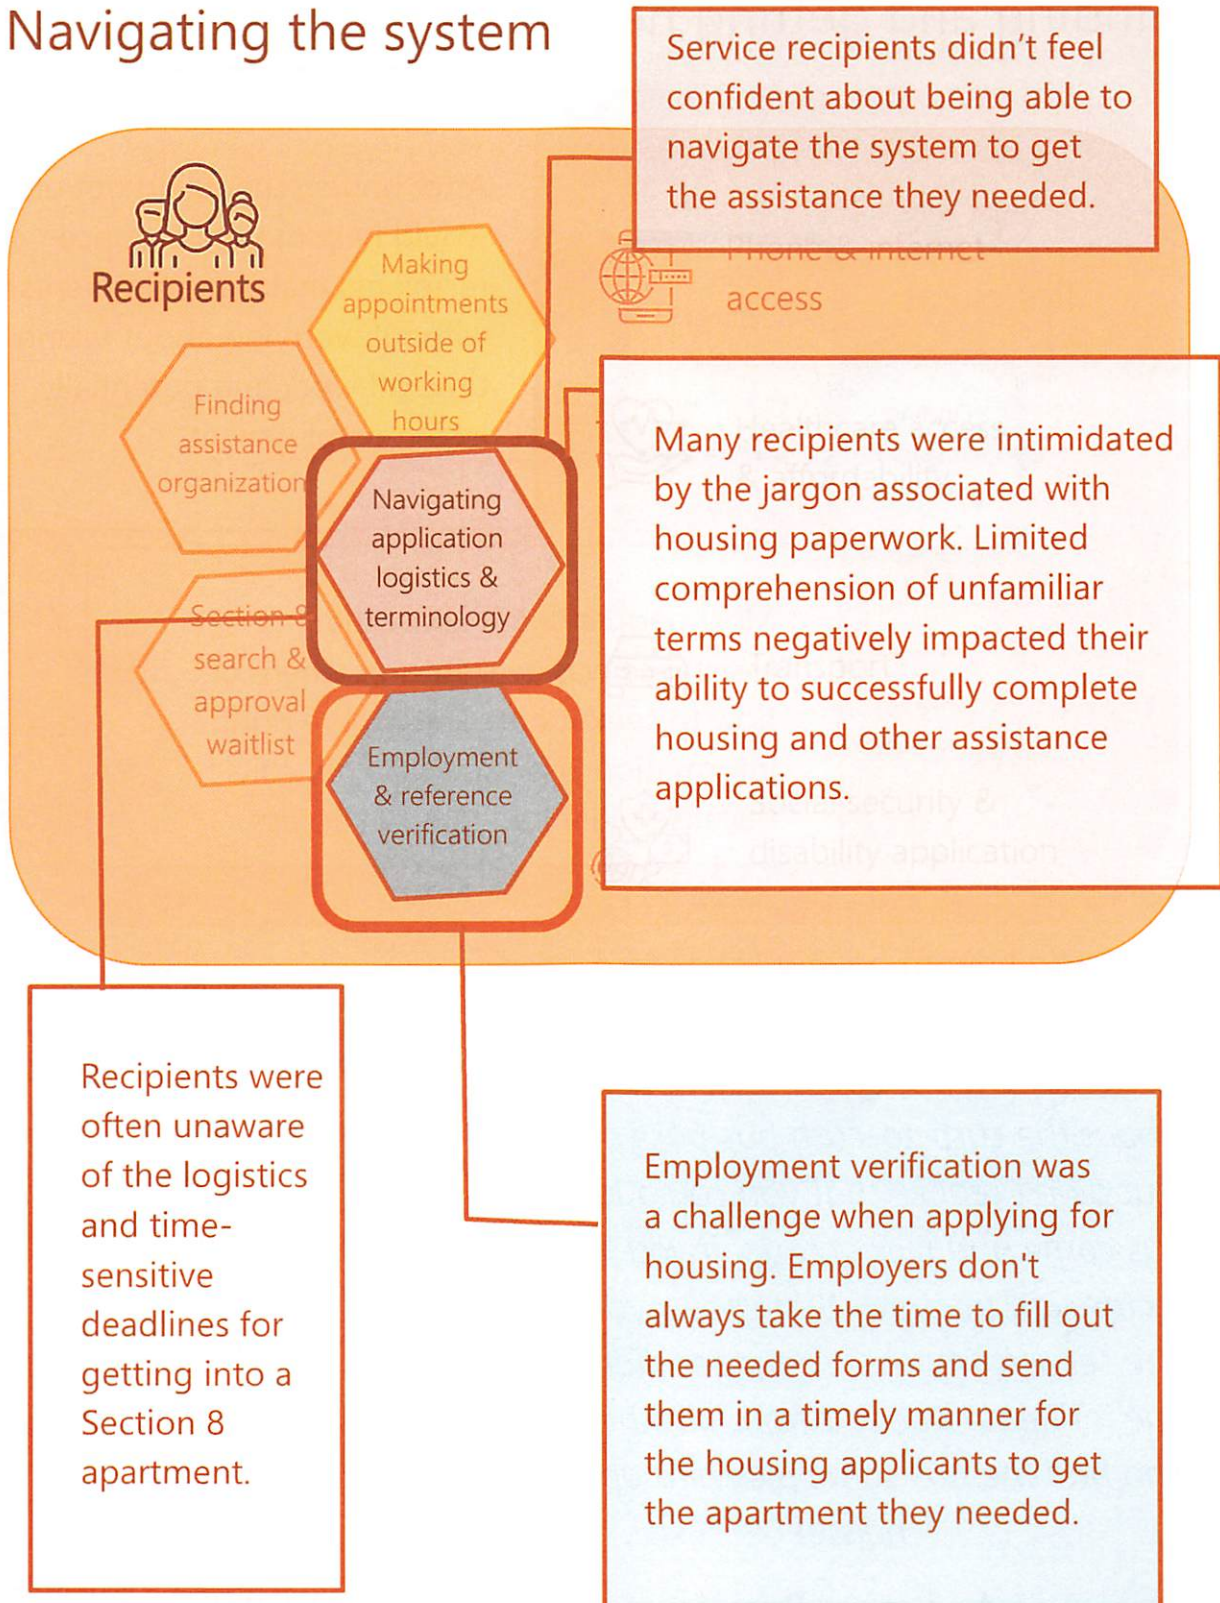 Navigating the system
Service recipients didn't feel
confident about being able to
navigate the system to get
the assistance they needed.
Recipients
Making
appointments
outside of
working
hours
Phone & internet
access
Finding
assistance
organization
Navigating
application
logistics &
terminology
Many recipients were intimidated
by the jargon associated with
housing paperwork. Limited
comprehension of unfamiliar
terms negatively impacted their
ability to successfully complete
housing and other assistance
applications.
Section 8
search &
approval
waitlist
Employment
& reference
verification
social security &
disability application
Recipients were
often unaware
of the logistics
and time-
sensitive
deadlines for
getting into a
Section 8
apartment.
Employment verification was
a challenge when applying for
housing. Employers don't
always take the time to fill out
the needed forms and send
them in a timely manner for
the housing applicants to get
the apartment they needed.